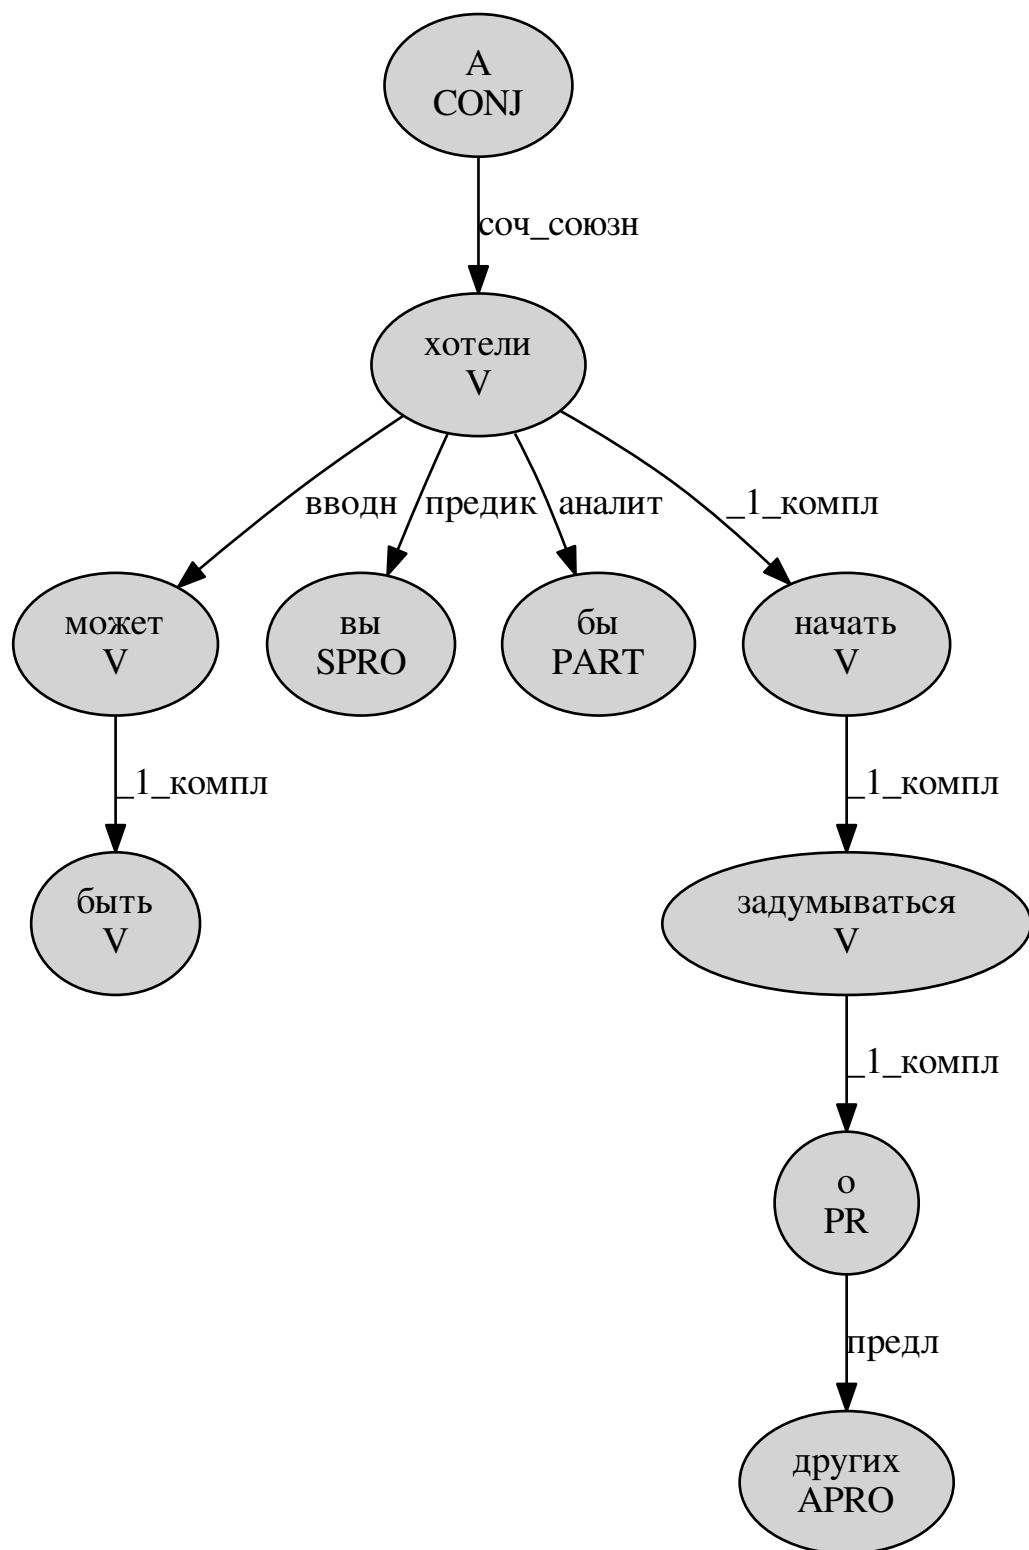 А
CONJ
соч_союзн
хотели
V
вводн
предик
аналит
_1_компл
может
V
вы
SPRO
бы
PART
начать
V
_1_компл
_1_компл
быть
V
задумываться
V
_1_компл
о
PR
предл
других
APRO